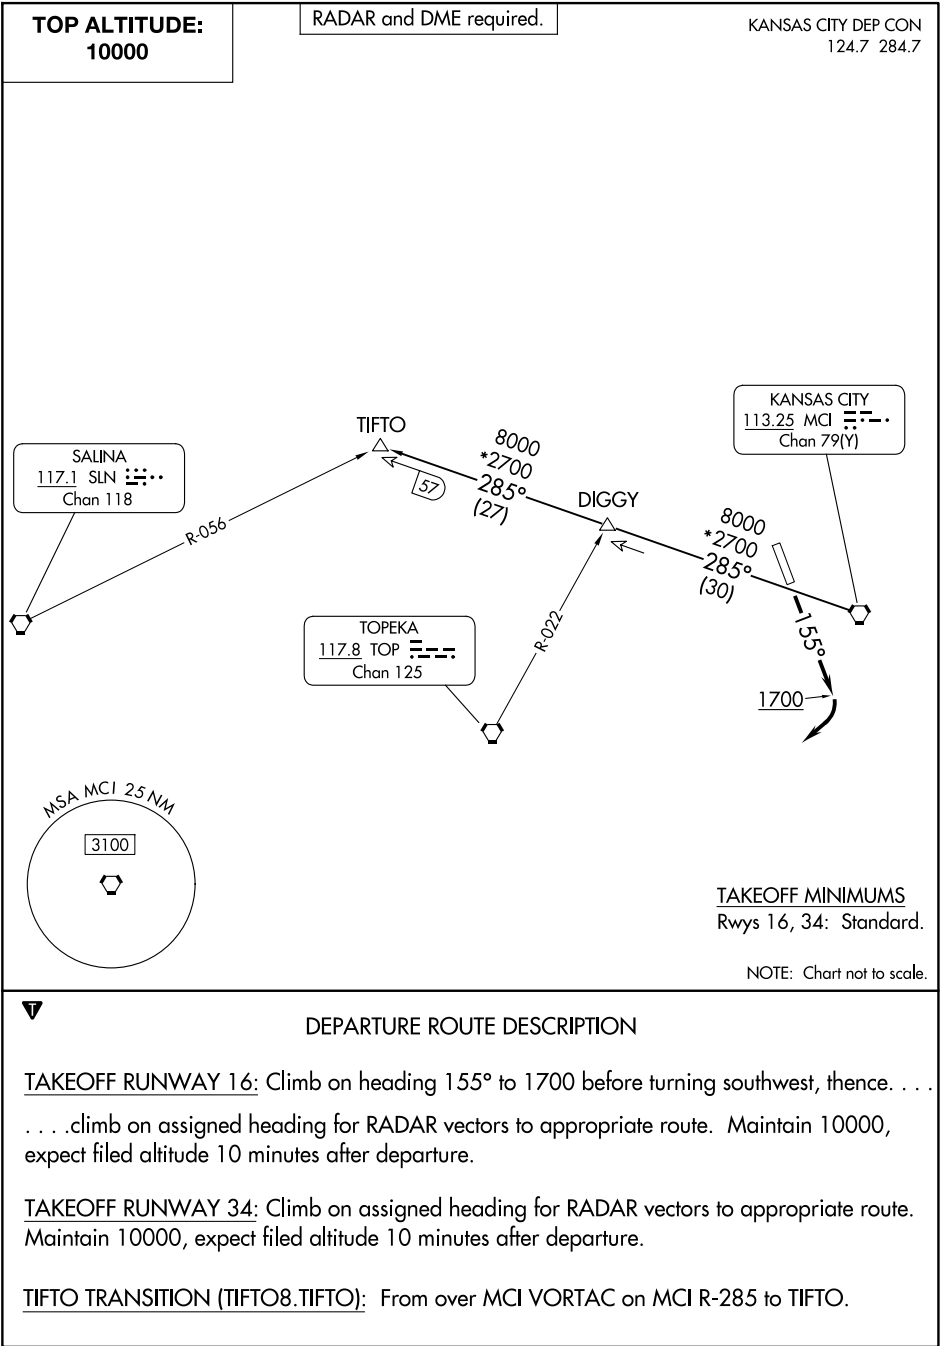 TOP ALTITUDE:
10000
RADAR and DME required.
KANSAS CITY DEP CON
124.7 284.7
KANSAS CITY
113.25 MCI
Chan 79(Y)
TIFTO
8000
*2700
285°
(27)
57
SALINA
117.1 SLN
Chan 118
DIGGY
8000
*2700
285°
(30)
R-056
155°
R-022
TOPEKA
117.8 TOP
Chan 125
1700
MSA MCI 25 NM
3100
TAKEOFF MINIMUMS
Rwys 16, 34: Standard.
NOTE: Chart not to scale.
T
DEPARTURE ROUTE DESCRIPTION
TAKEOFF RUNWAY 16: Climb on heading 155° to 1700 before turning southwest, thence. . . .
. . . .climb on assigned heading for RADAR vectors to appropriate route. Maintain 10000,
expect filed altitude 10 minutes after departure.
TAKEOFF RUNWAY 34: Climb on assigned heading for RADAR vectors to appropriate route.
Maintain 10000, expect filed altitude 10 minutes after departure.
TIFTO TRANSITION (TIFTO8.TIFTO): From over MCI VORTAC on MCI R-285 to TIFTO.